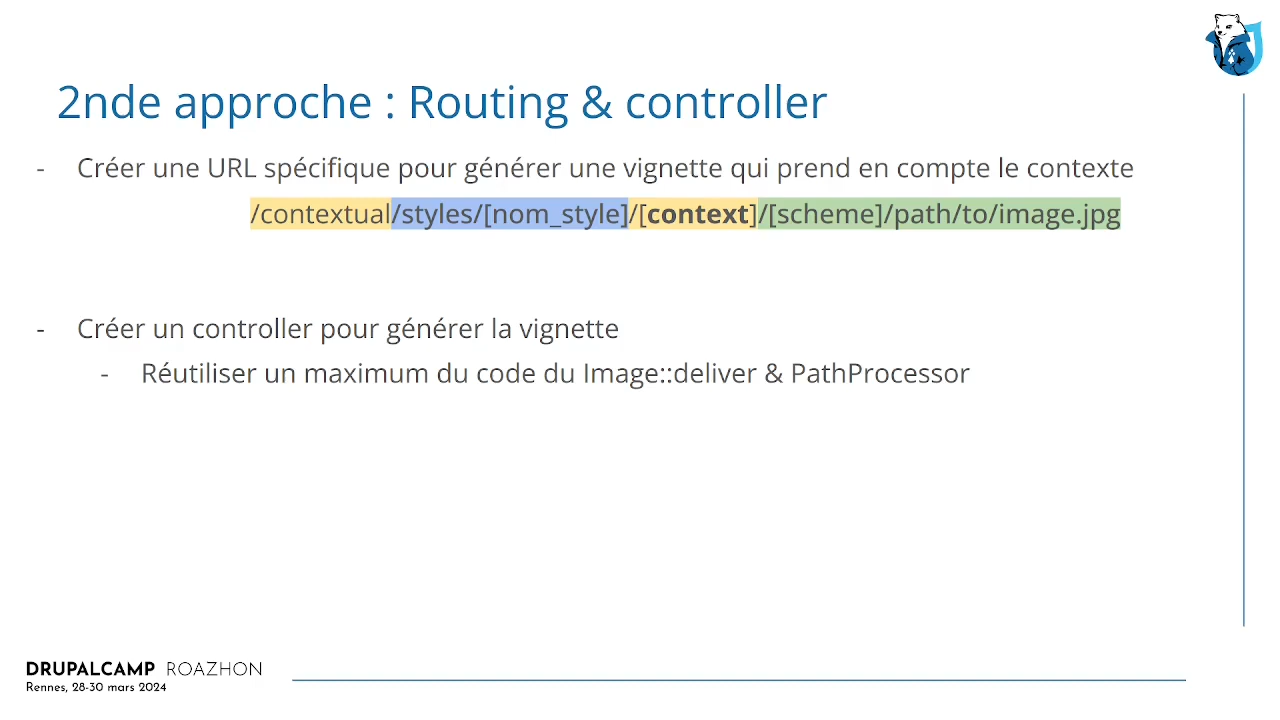 2nde approche : Routing & controller
- Créer une URL spécifique pour générer une vignette qui prend en compte le contexte
/contextual/styles/[nom_style]/[context]/[scheme]/path/to/image.jpg
- Créer un controller pour générer la vignette
- Réutiliser un maximum du code du Image::deliver & PathProcessor
DRUPALCAMP ROAZHON
Rennes, 28-30 mars 2024